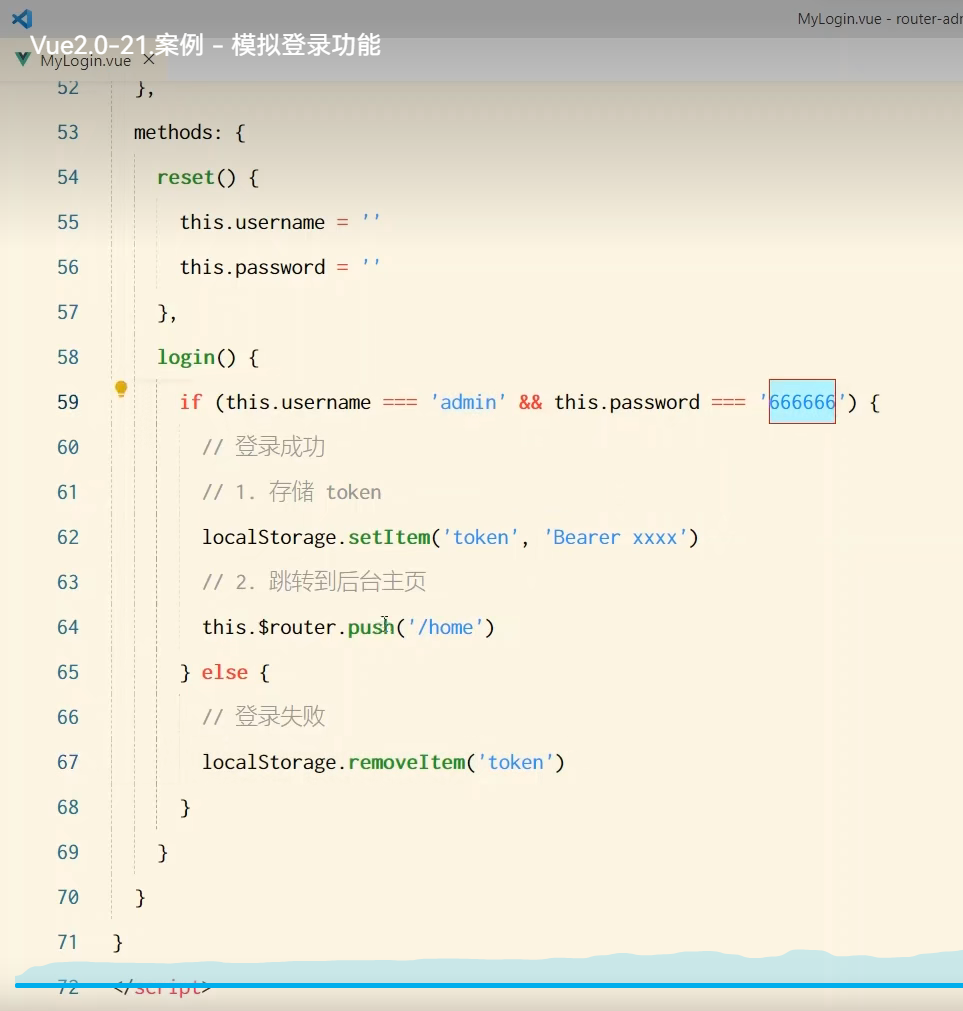 MyLogin.vue - router-adm
Vue2.0-21.案例 - 模拟登录功能
MyLogin.vue ×
52 },
53 methods: {
54 reset() {
55 this.username = ''
56 this.password = ''
57 },
58 login() {
59 if (this.username === 'admin' && this.password === '666666') {
60 // 登录成功
61 // 1. 存储 token
62 localStorage.setItem('token', 'Bearer xxxx')
63 // 2. 跳转到后台主页
64 this.$router.push('/home')
65 } else {
66 // 登录失败
67 localStorage.removeItem('token')
68 }
69 }
70 }
71 }
72 </script>